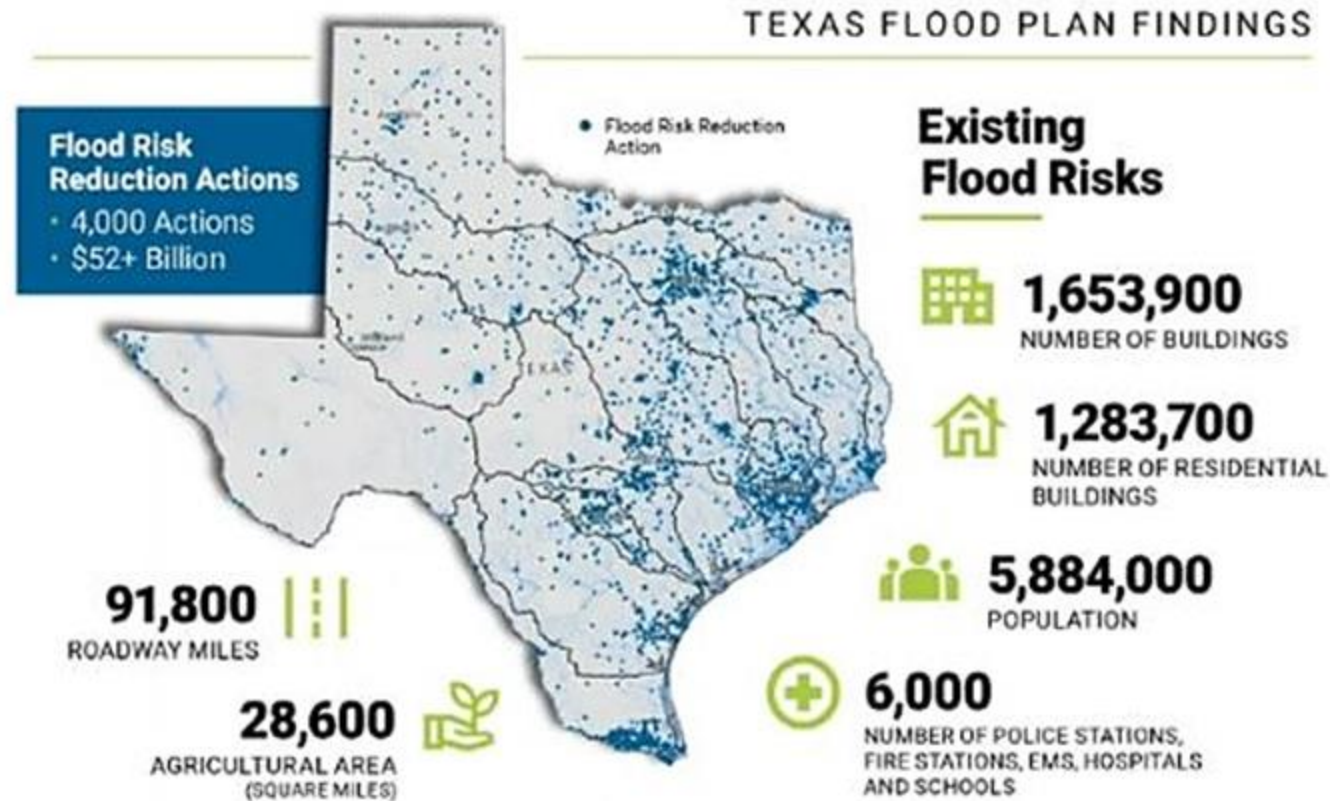 TEXAS FLOOD PLAN FINDINGS
Flood Risk
Reduction Actions
• 4,000 Actions
• $52+ Billion
Flood Risk Reduction
Action
TEXAS
Existing
Flood Risks
1,653,900
NUMBER OF BUILDINGS
1,283,700
NUMBER OF RESIDENTIAL
BUILDINGS
5,884,000
POPULATION
6,000
NUMBER OF POLICE STATIONS,
FIRE STATIONS, EMS, HOSPITALS
AND SCHOOLS
91,800
ROADWAY MILES
28,600
AGRICULTURAL AREA
(SQUARE MILES)